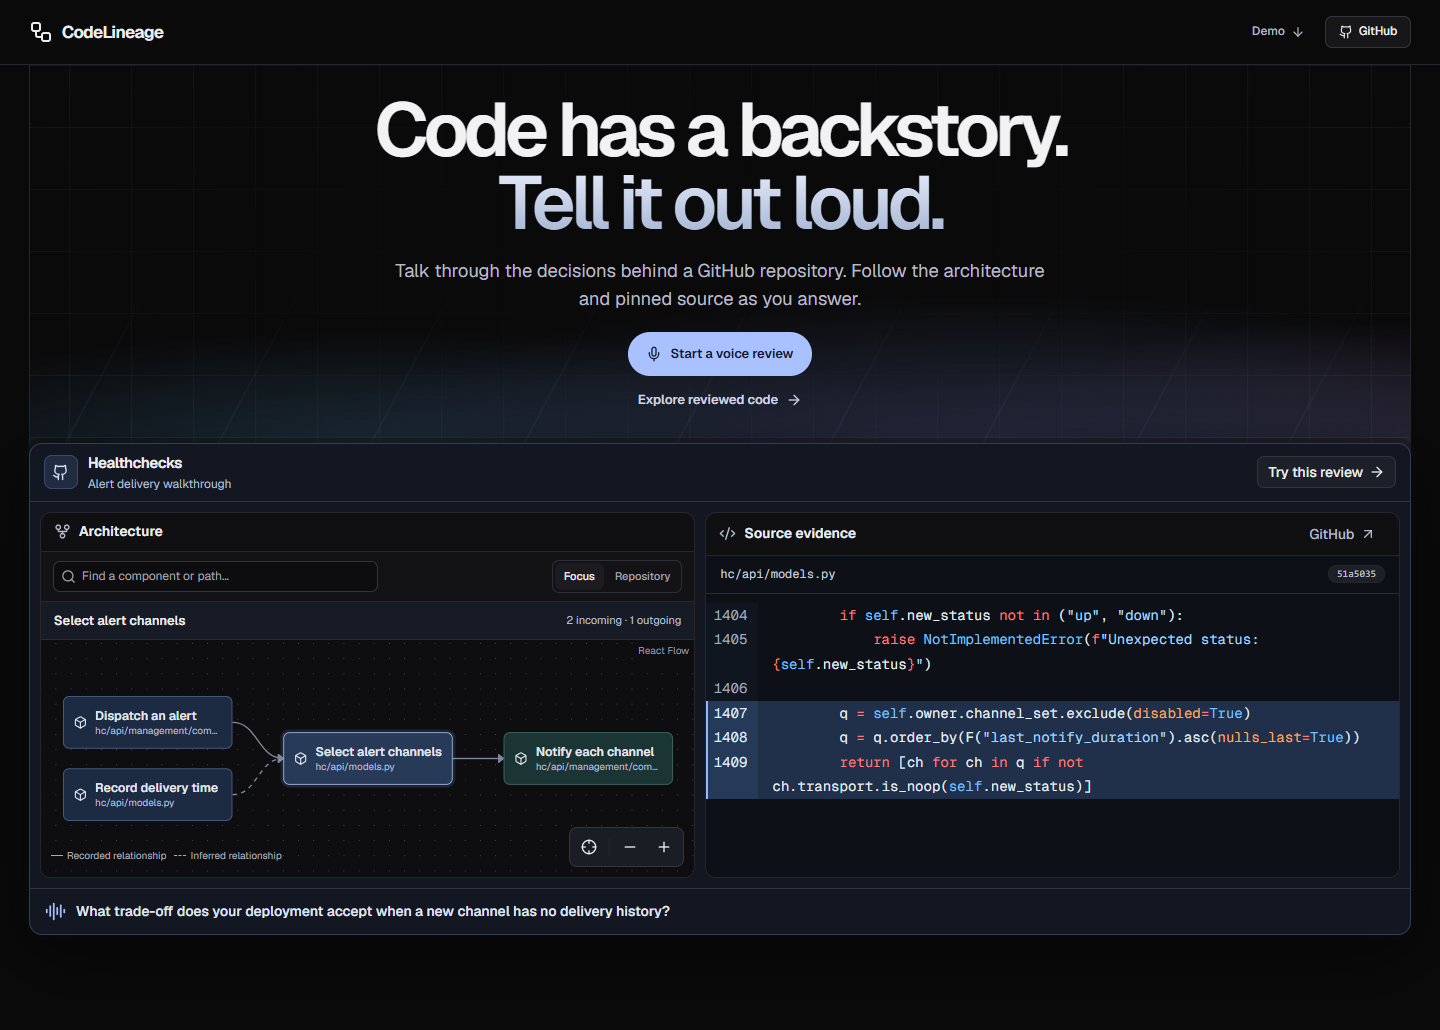 CodeLineage
Demo
GitHub
Code has a backstory.
Tell it out loud.
Talk through the decisions behind a GitHub repository. Follow the architecture
and pinned source as you answer.
Start a voice review
Explore reviewed code
Healthchecks
Alert delivery walkthrough
Try this review
Architecture
Find a component or path...
Focus
Repository
Select alert channels
2 incoming · 1 outgoing
React Flow
Dispatch an alert
hc/api/management/com...
Record delivery time
hc/api/models.py
Select alert channels
hc/api/models.py
Notify each channel
hc/api/management/com...
Recorded relationship
Inferred relationship
Source evidence
GitHub
hc/api/models.py
51a5035
1404 if self.new_status not in ("up", "down"):
1405 raise NotImplementedError(f"Unexpected status:
{self.new_status}")
1406
1407 q = self.owner.channel_set.exclude(disabled=True)
1408 q = q.order_by(F("last_notify_duration").asc(nulls_last=True))
1409 return [ch for ch in q if not
ch.transport.is_noop(self.new_status)]
What trade-off does your deployment accept when a new channel has no delivery history?